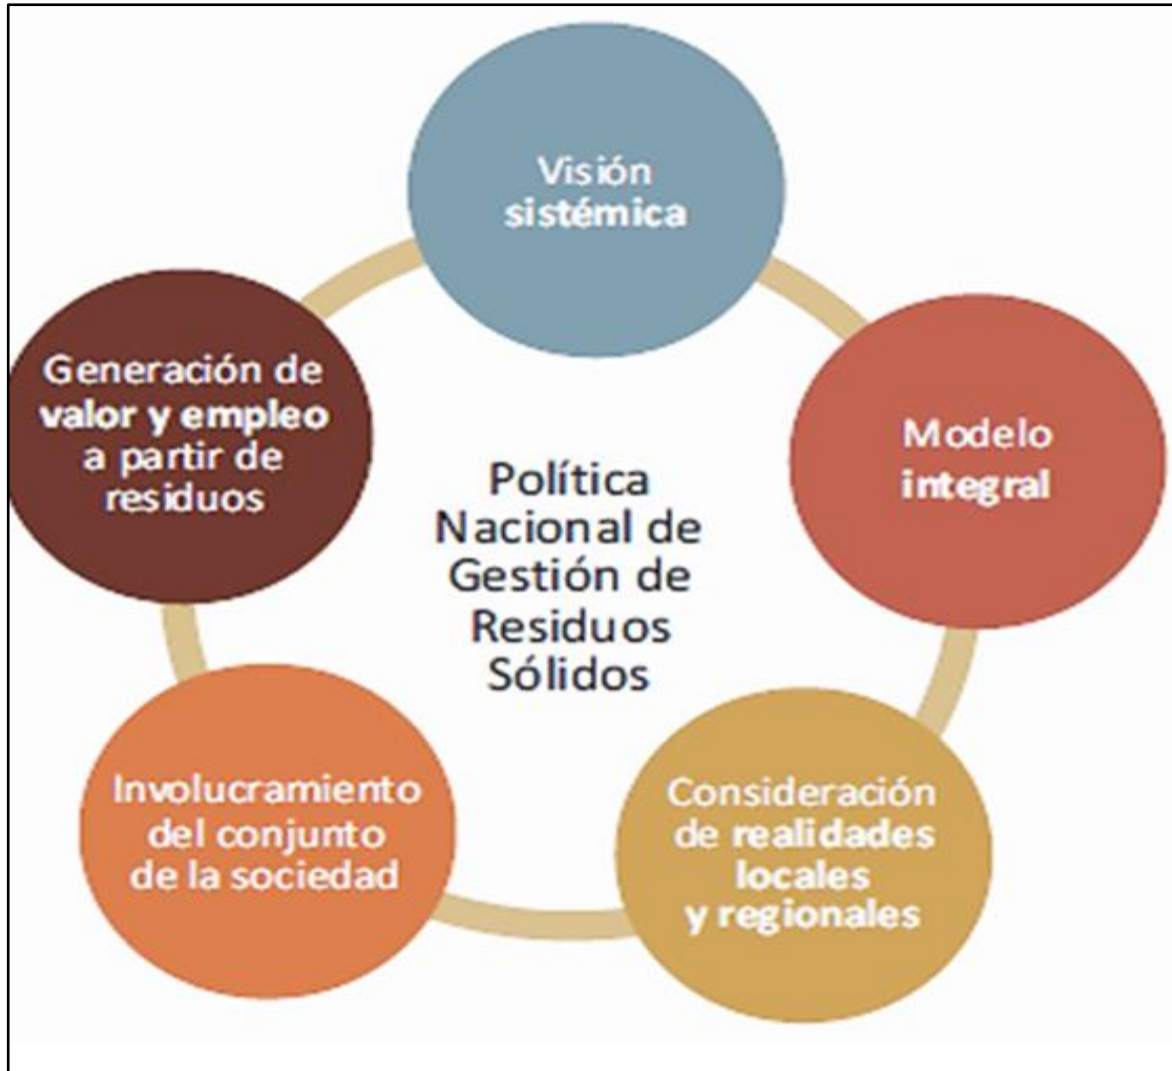 Visión
sistémica
Modelo
integral
Consideración
de realidades
locales
y regionales
Involucramiento
del conjunto
de la sociedad
Generación de
valor y empleo
a partir de
residuos
Política
Nacional de
Gestión de
Residuos
Sólidos